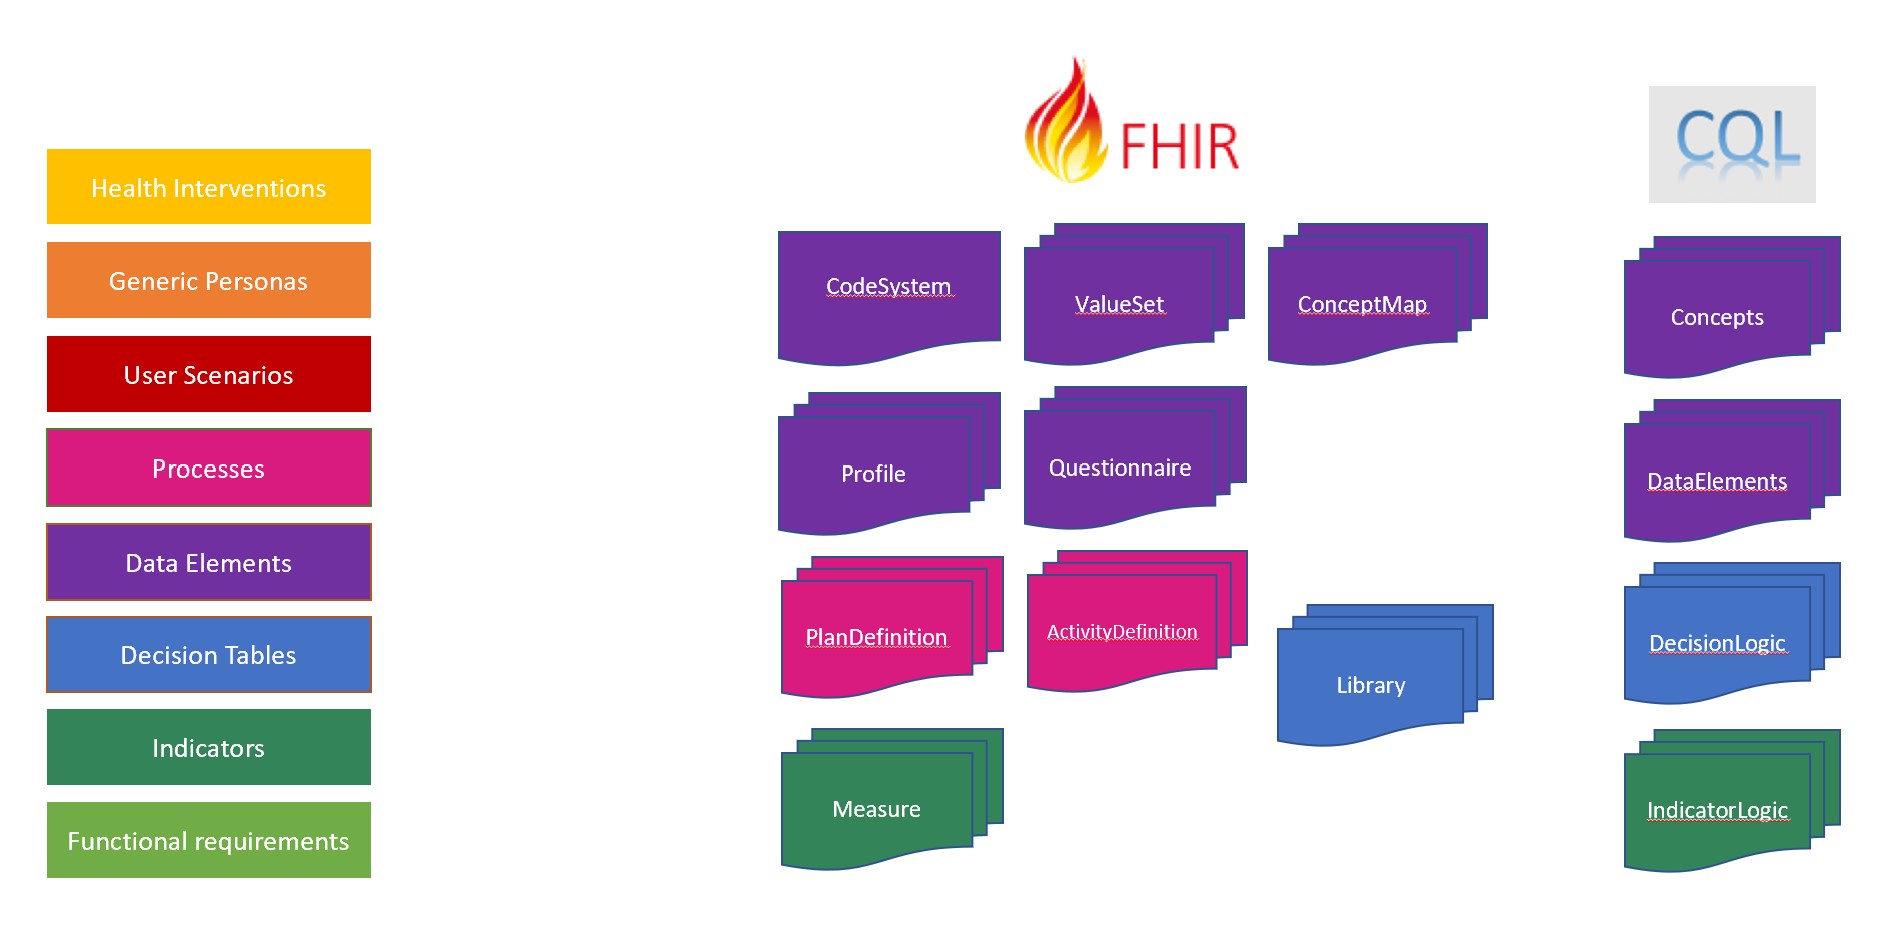 FHIR
CQL
Health Interventions
Generic Personas
User Scenarios
Processes
Data Elements
Decision Tables
Indicators
Functional requirements
CodeSystem
ValueSet
ConceptMap
Profile
Questionnaire
PlanDefinition
ActivityDefinition
Library
Measure
Concepts
DataElements
DecisionLogic
IndicatorLogic